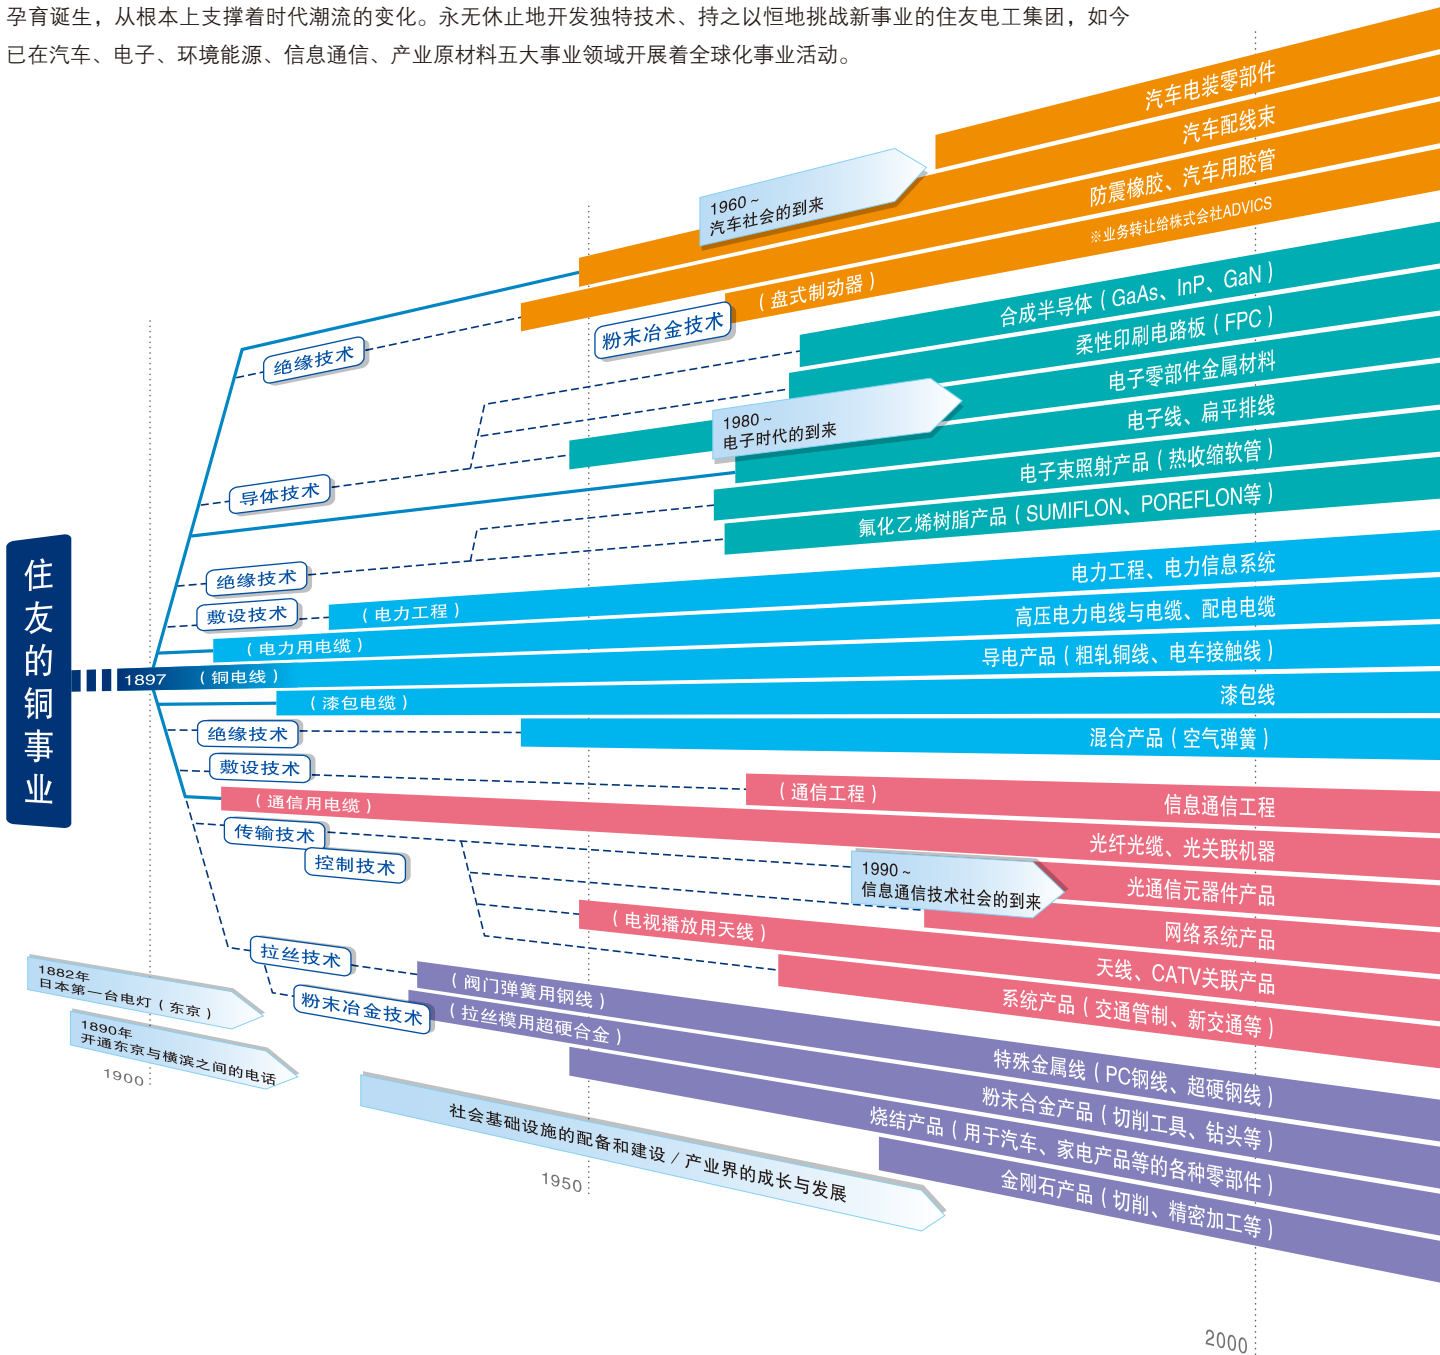 孕育诞生，从根本上支撑着时代潮流的变化。永无休止地开发独特技术、持之以恒地挑战新事业的住友电工集团，如今
已在汽车、电子、环境能源、信息通信、产业原材料五大事业领域开展着全球化事业活动。
汽车电装零部件
汽车配线束
1960～
汽车社会的到来
防震橡胶、汽车用胶管
※业务转让给株式会社ADVICS
（盘式制动器）
粉末冶金技术
绝缘技术
合成半导体（GaAs、InP、GaN）
柔性印刷电路板（FPC）
电子零部件金属材料
1980～
电子时代的到来
电子线、扁平排线
导体技术
电子束照射产品（热收缩软管）
氟化乙烯树脂产品（SUMIFLON、POREFLON等）
住友的铜事业
绝缘技术
敷设技术
（电力工程）
电力工程、电力信息系统
（电力用电缆）
高压电力电线与电缆、配电电缆
1897
（铜电线）
导电产品（粗轧铜线、电车接触线）
（漆包电缆）
漆包线
绝缘技术
混合产品（空气弹簧）
敷设技术
（通信工程）
信息通信工程
（通信用电缆）
光纤光缆、光关联机器
传输技术
控制技术
1990～
信息通信技术社会的到来
光通信元器件产品
网络系统产品
（电视播放用天线）
天线、CATV关联产品
系统产品（交通管制、新交通等）
拉丝技术
（阀门弹簧用钢线）
特殊金属线（PC钢线、超硬钢线）
粉末冶金技术
（拉丝模用超硬合金）
粉末合金产品（切削工具、钻头等）
烧结产品（用于汽车、家电产品等的各种零部件）
金刚石产品（切削、精密加工等）
1882年
日本第一台电灯（东京）
1890年
开通东京与横滨之间的电话
1900
社会基础设施的配备和建设／产业界的成长与发展
1950
2000